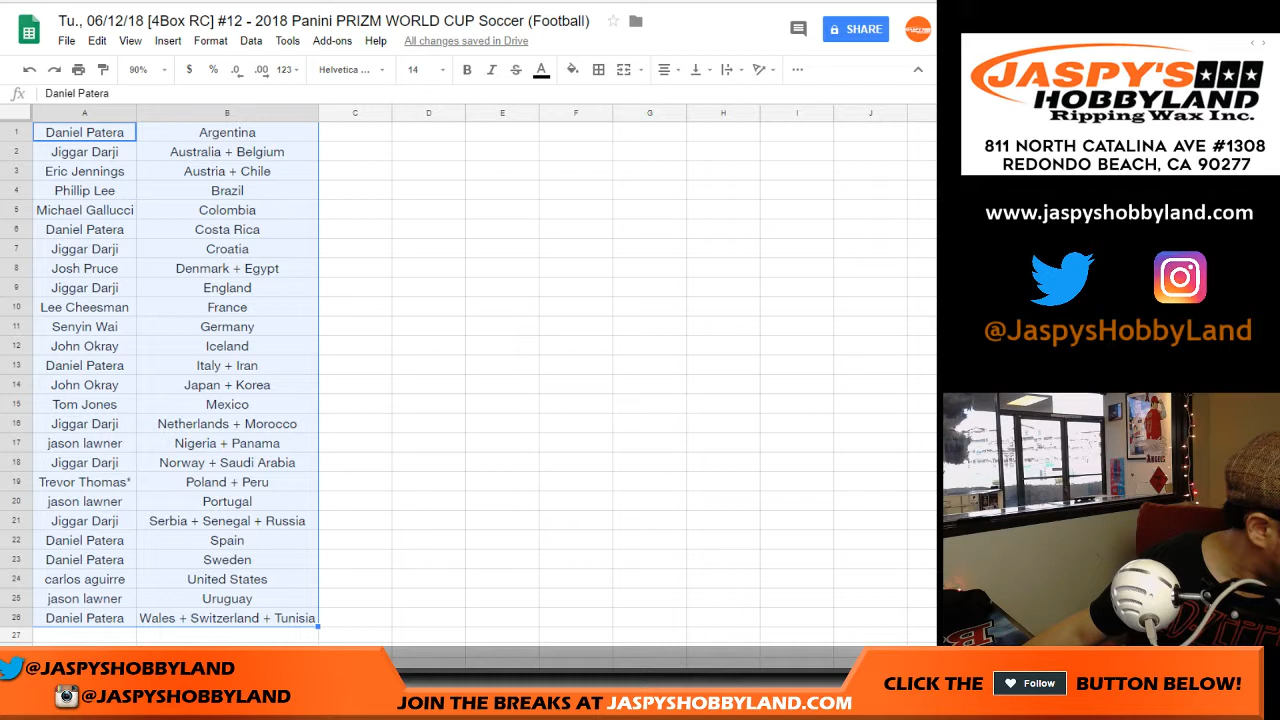 Tu., 06/12/18 [4Box RC] #12 - 2018 Panini PRIZM WORLD CUP Soccer (Football)
File Edit View Insert Format Data Tools Add-ons Help All changes saved in Drive
SHARE
90% $ % .0 .00 123 Helvetica ... 14 B I S A
fx Daniel Patera
A B C D E F G H I J
1 Daniel Patera Argentina
2 Jiggar Darji Australia + Belgium
3 Eric Jennings Austria + Chile
4 Phillip Lee Brazil
5 Michael Gallucci Colombia
6 Daniel Patera Costa Rica
7 Jiggar Darji Croatia
8 Josh Pruce Denmark + Egypt
9 Jiggar Darji England
10 Lee Cheesman France
11 Senyin Wai Germany
12 John Okray Iceland
13 Daniel Patera Italy + Iran
14 John Okray Japan + Korea
15 Tom Jones Mexico
16 Jiggar Darji Netherlands + Morocco
17 jason lawner Nigeria + Panama
18 Jiggar Darji Norway + Saudi Arabia
19 Trevor Thomas* Poland + Peru
20 jason lawner Portugal
21 Jiggar Darji Serbia + Senegal + Russia
22 Daniel Patera Spain
23 Daniel Patera Sweden
24 carlos aguirre United States
25 jason lawner Uruguay
26 Daniel Patera Wales + Switzerland + Tunisia
27
JASPY'S
HOBBYLAND
Ripping Wax Inc.
811 NORTH CATALINA AVE #1308
REDONDO BEACH, CA 90277
www.jaspyshobbyland.com
@JaspysHobbyLand
ANGELS
@JASPYSHOBBYLAND
@JASPYSHOBBYLAND
JOIN THE BREAKS AT JASPYSHOBBYLAND.COM
CLICK THE Follow BUTTON BELOW!